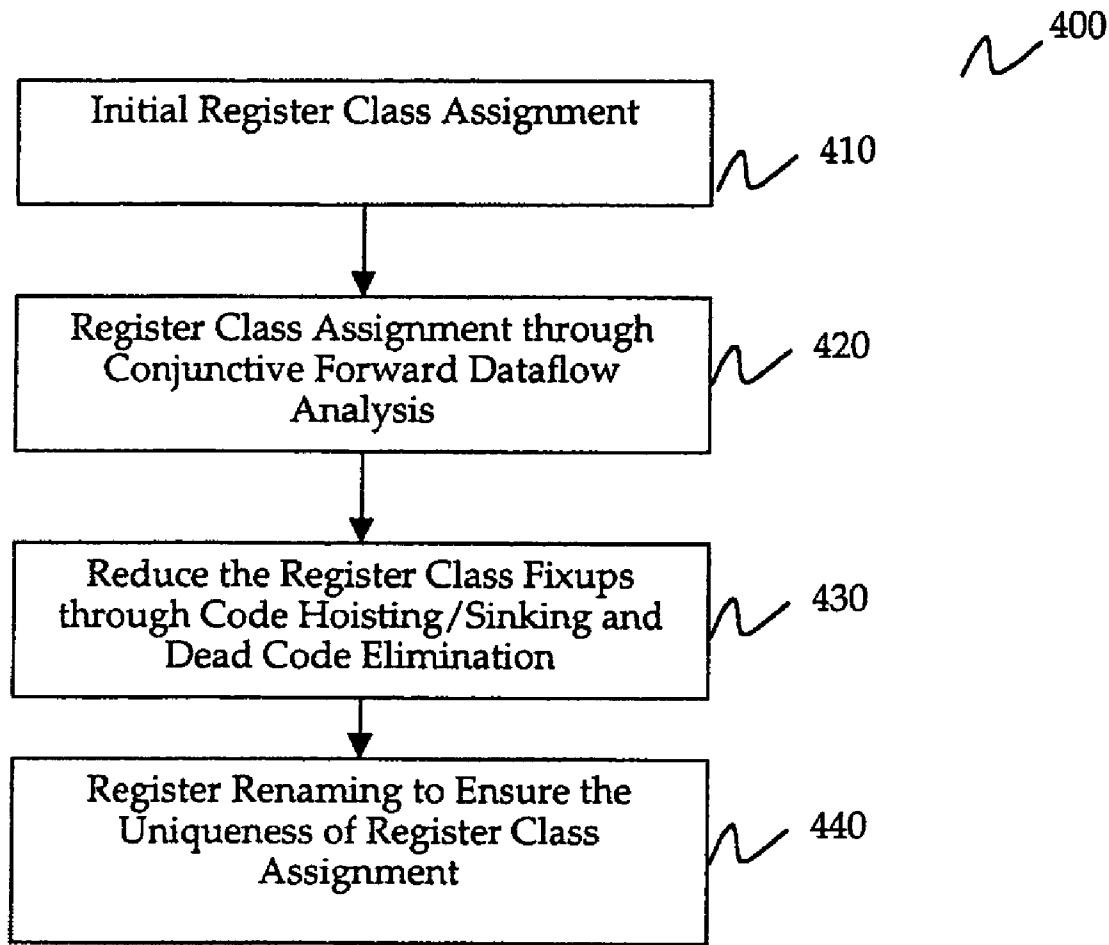 400
Initial Register Class Assignment
410
Register Class Assignment through
Conjunctive Forward Dataflow
Analysis
420
Reduce the Register Class Fixups
through Code Hoisting/Sinking and
Dead Code Elimination
430
Register Renaming to Ensure the
Uniqueness of Register Class
Assignment
440